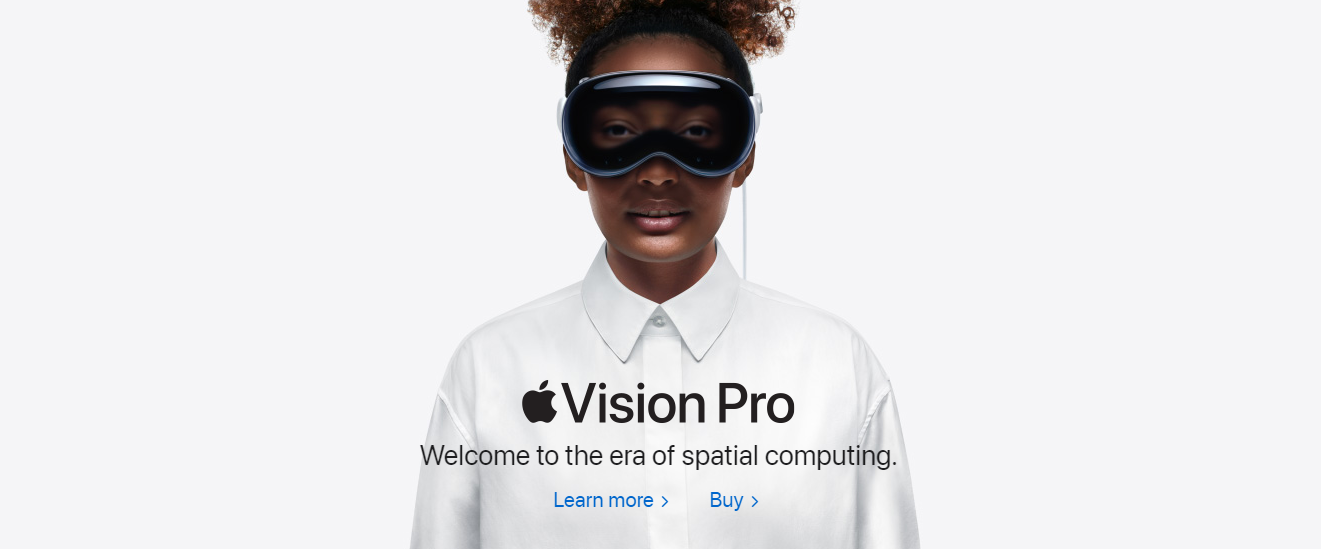 Vision Pro
Welcome to the era of spatial computing.
Learn more >
Buy >